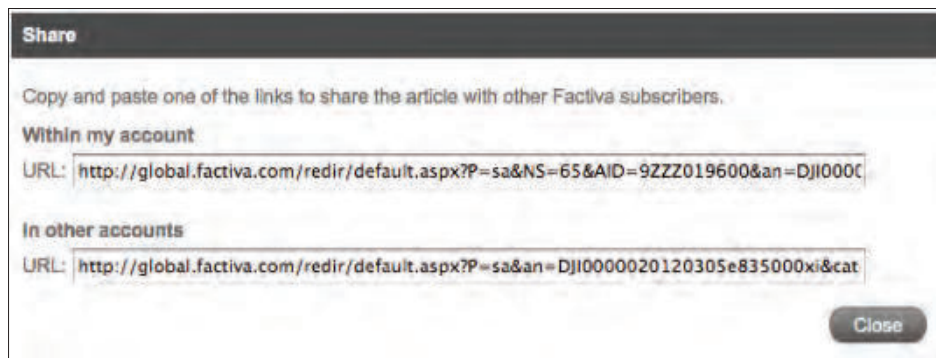 Share
Copy and paste one of the links to share the article with other Factiva subscribers.
Within my account
URL: http://global.factiva.com/redir/default.aspx?P=sa&NS=65&AID=9ZZZ019600&an=DJI000
In other accounts
URL: http://global.factiva.com/redir/default.aspx?P=sa&an=DJI0000020120305e835000xi&cat
Close